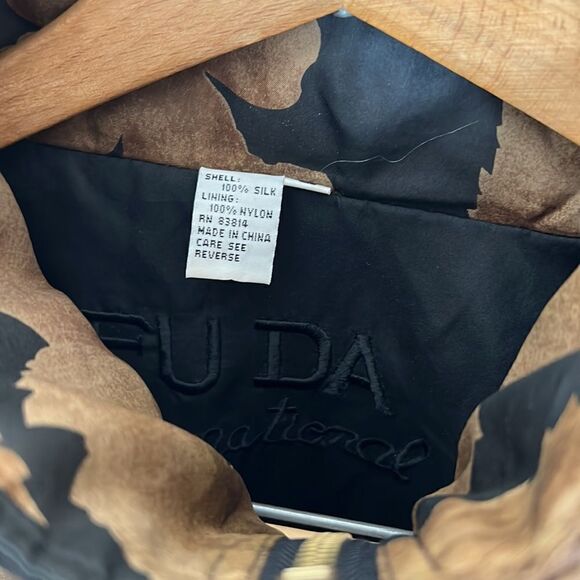 SHELL:
100% SILK
LINING:
100% NYLON
RN 83814
MADE IN CHINA
CARE SEE
REVERSE
FU DA